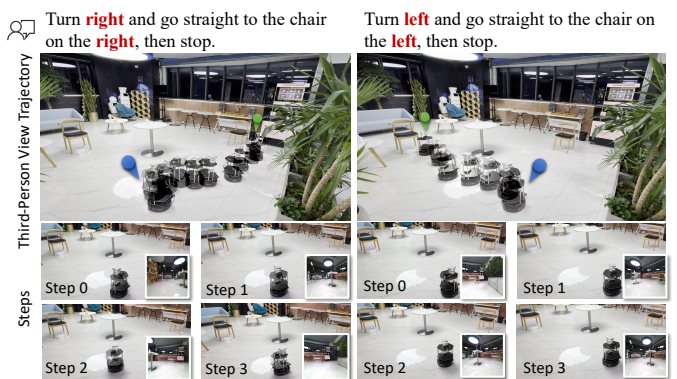 Turn right and go straight to the chair
on the right, then stop.
Turn left and go straight to the chair on
the left, then stop.
Third-Person View Trajectory
Steps
Step 0
Step 1
Step 0
Step 1
Step 2
Step 3
Step 2
Step 3